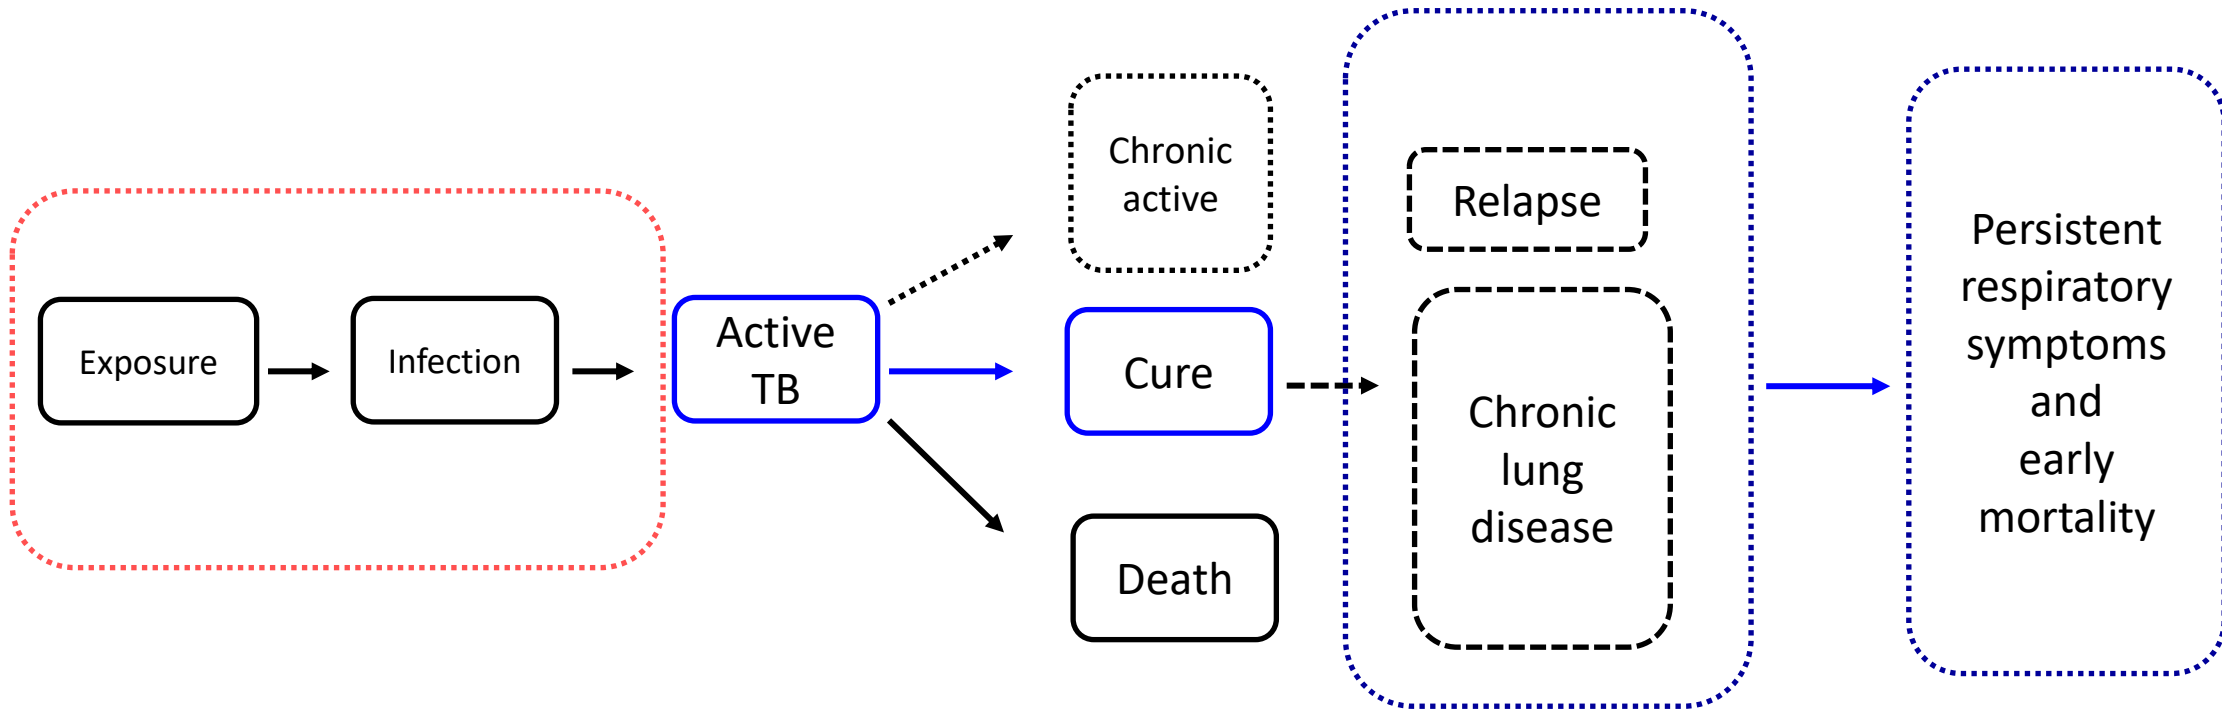 Exposure
Infection
Active
TB
Chronic
active
Cure
Death
Relapse
Chronic
lung
disease
Persistent
respiratory
symptoms
and
early
mortality